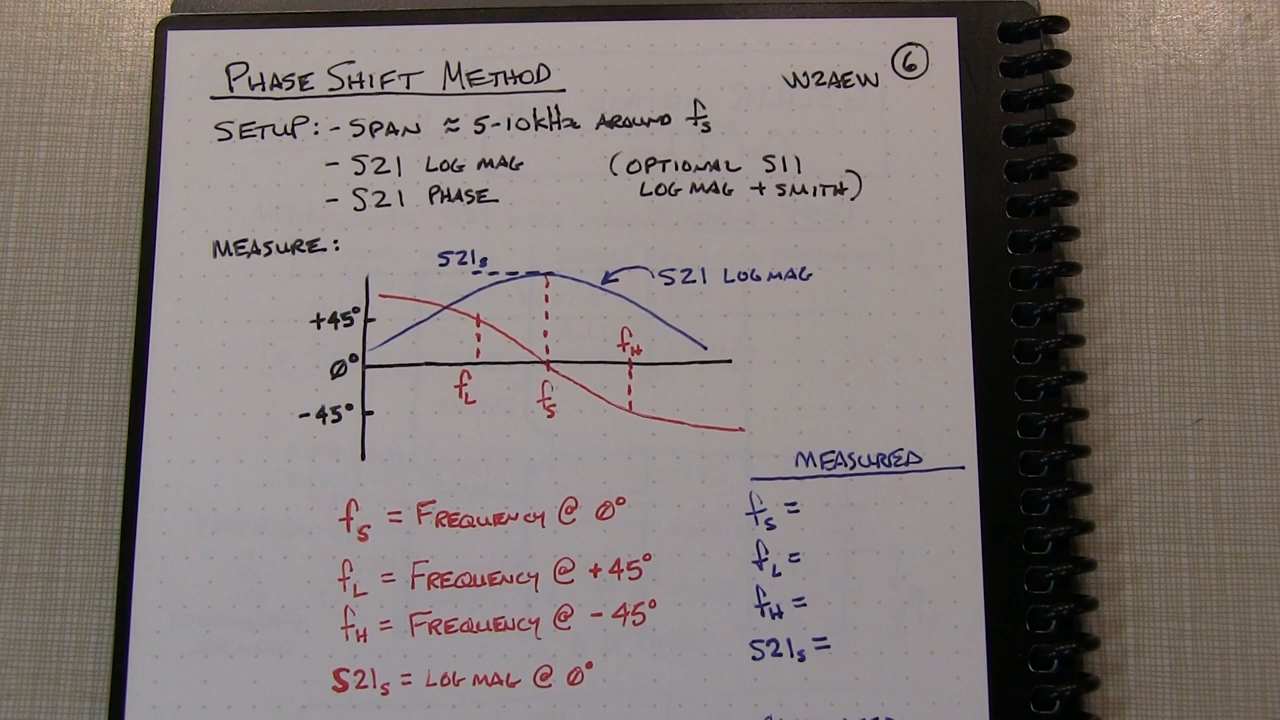 PHASE SHIFT METHOD
W2AEW 6
SETUP: - SPAN ≈ 5-10kHz AROUND fs
- S21 LOG MAG (OPTIONAL S11
- S21 PHASE LOG MAG + SMITH)
MEASURE:
S21s
S21 LOG MAG
+45°
fH
0°
fL
fs
-45°
MEASURED
fs = FREQUENCY @ 0°
fs =
fL = FREQUENCY @ +45°
fL =
fH = FREQUENCY @ -45°
fH =
S21s = LOG MAG @ 0°
S21s =